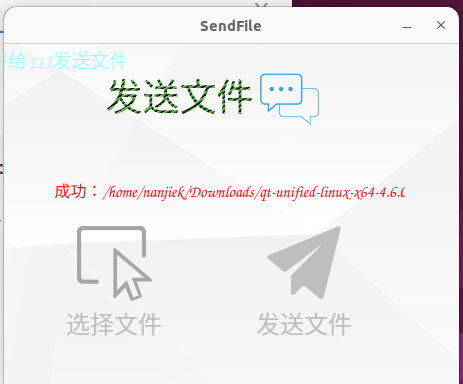 SendFile
给111发送文件
发送文件
成功：/home/nanjiek/Downloads/qt-unified-linux-x64-4.6.0
选择文件
发送文件